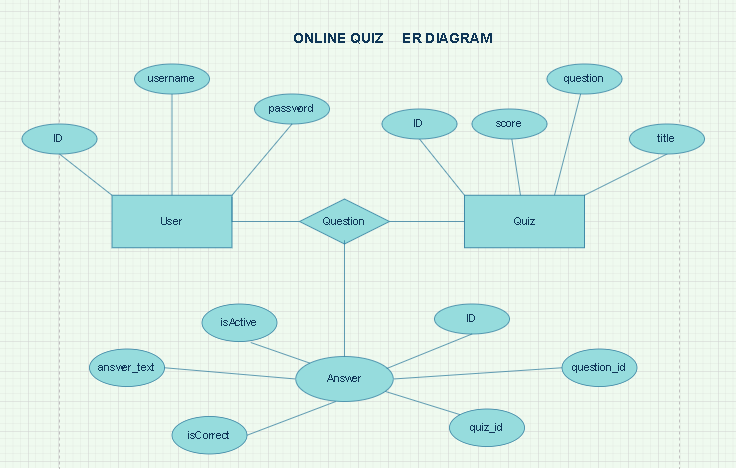 ONLINE QUIZ ER DIAGRAM
username
question
password
ID
score
ID
title
User
Question
Quiz
isActive
ID
answer_text
question_id
Answer
isCorrect
quiz_id